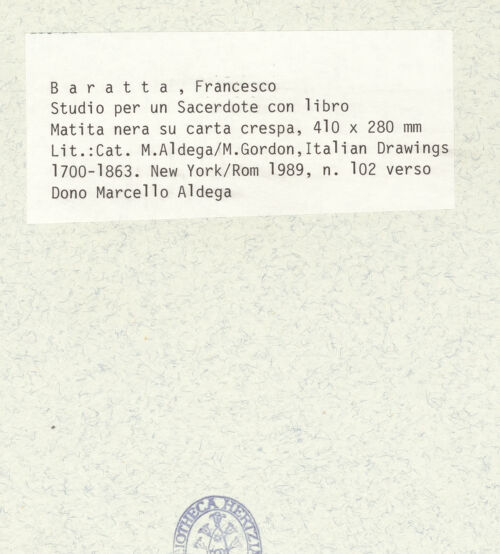 B a r a t t a , Francesco
Studio per un Sacerdote con libro
Matita nera su carta crespa, 410 x 280 mm
Lit.:Cat. M.Aldega/M.Gordon,Italian Drawings
1700-1863. New York/Rom 1989, n. 102 verso
Dono Marcello Aldega